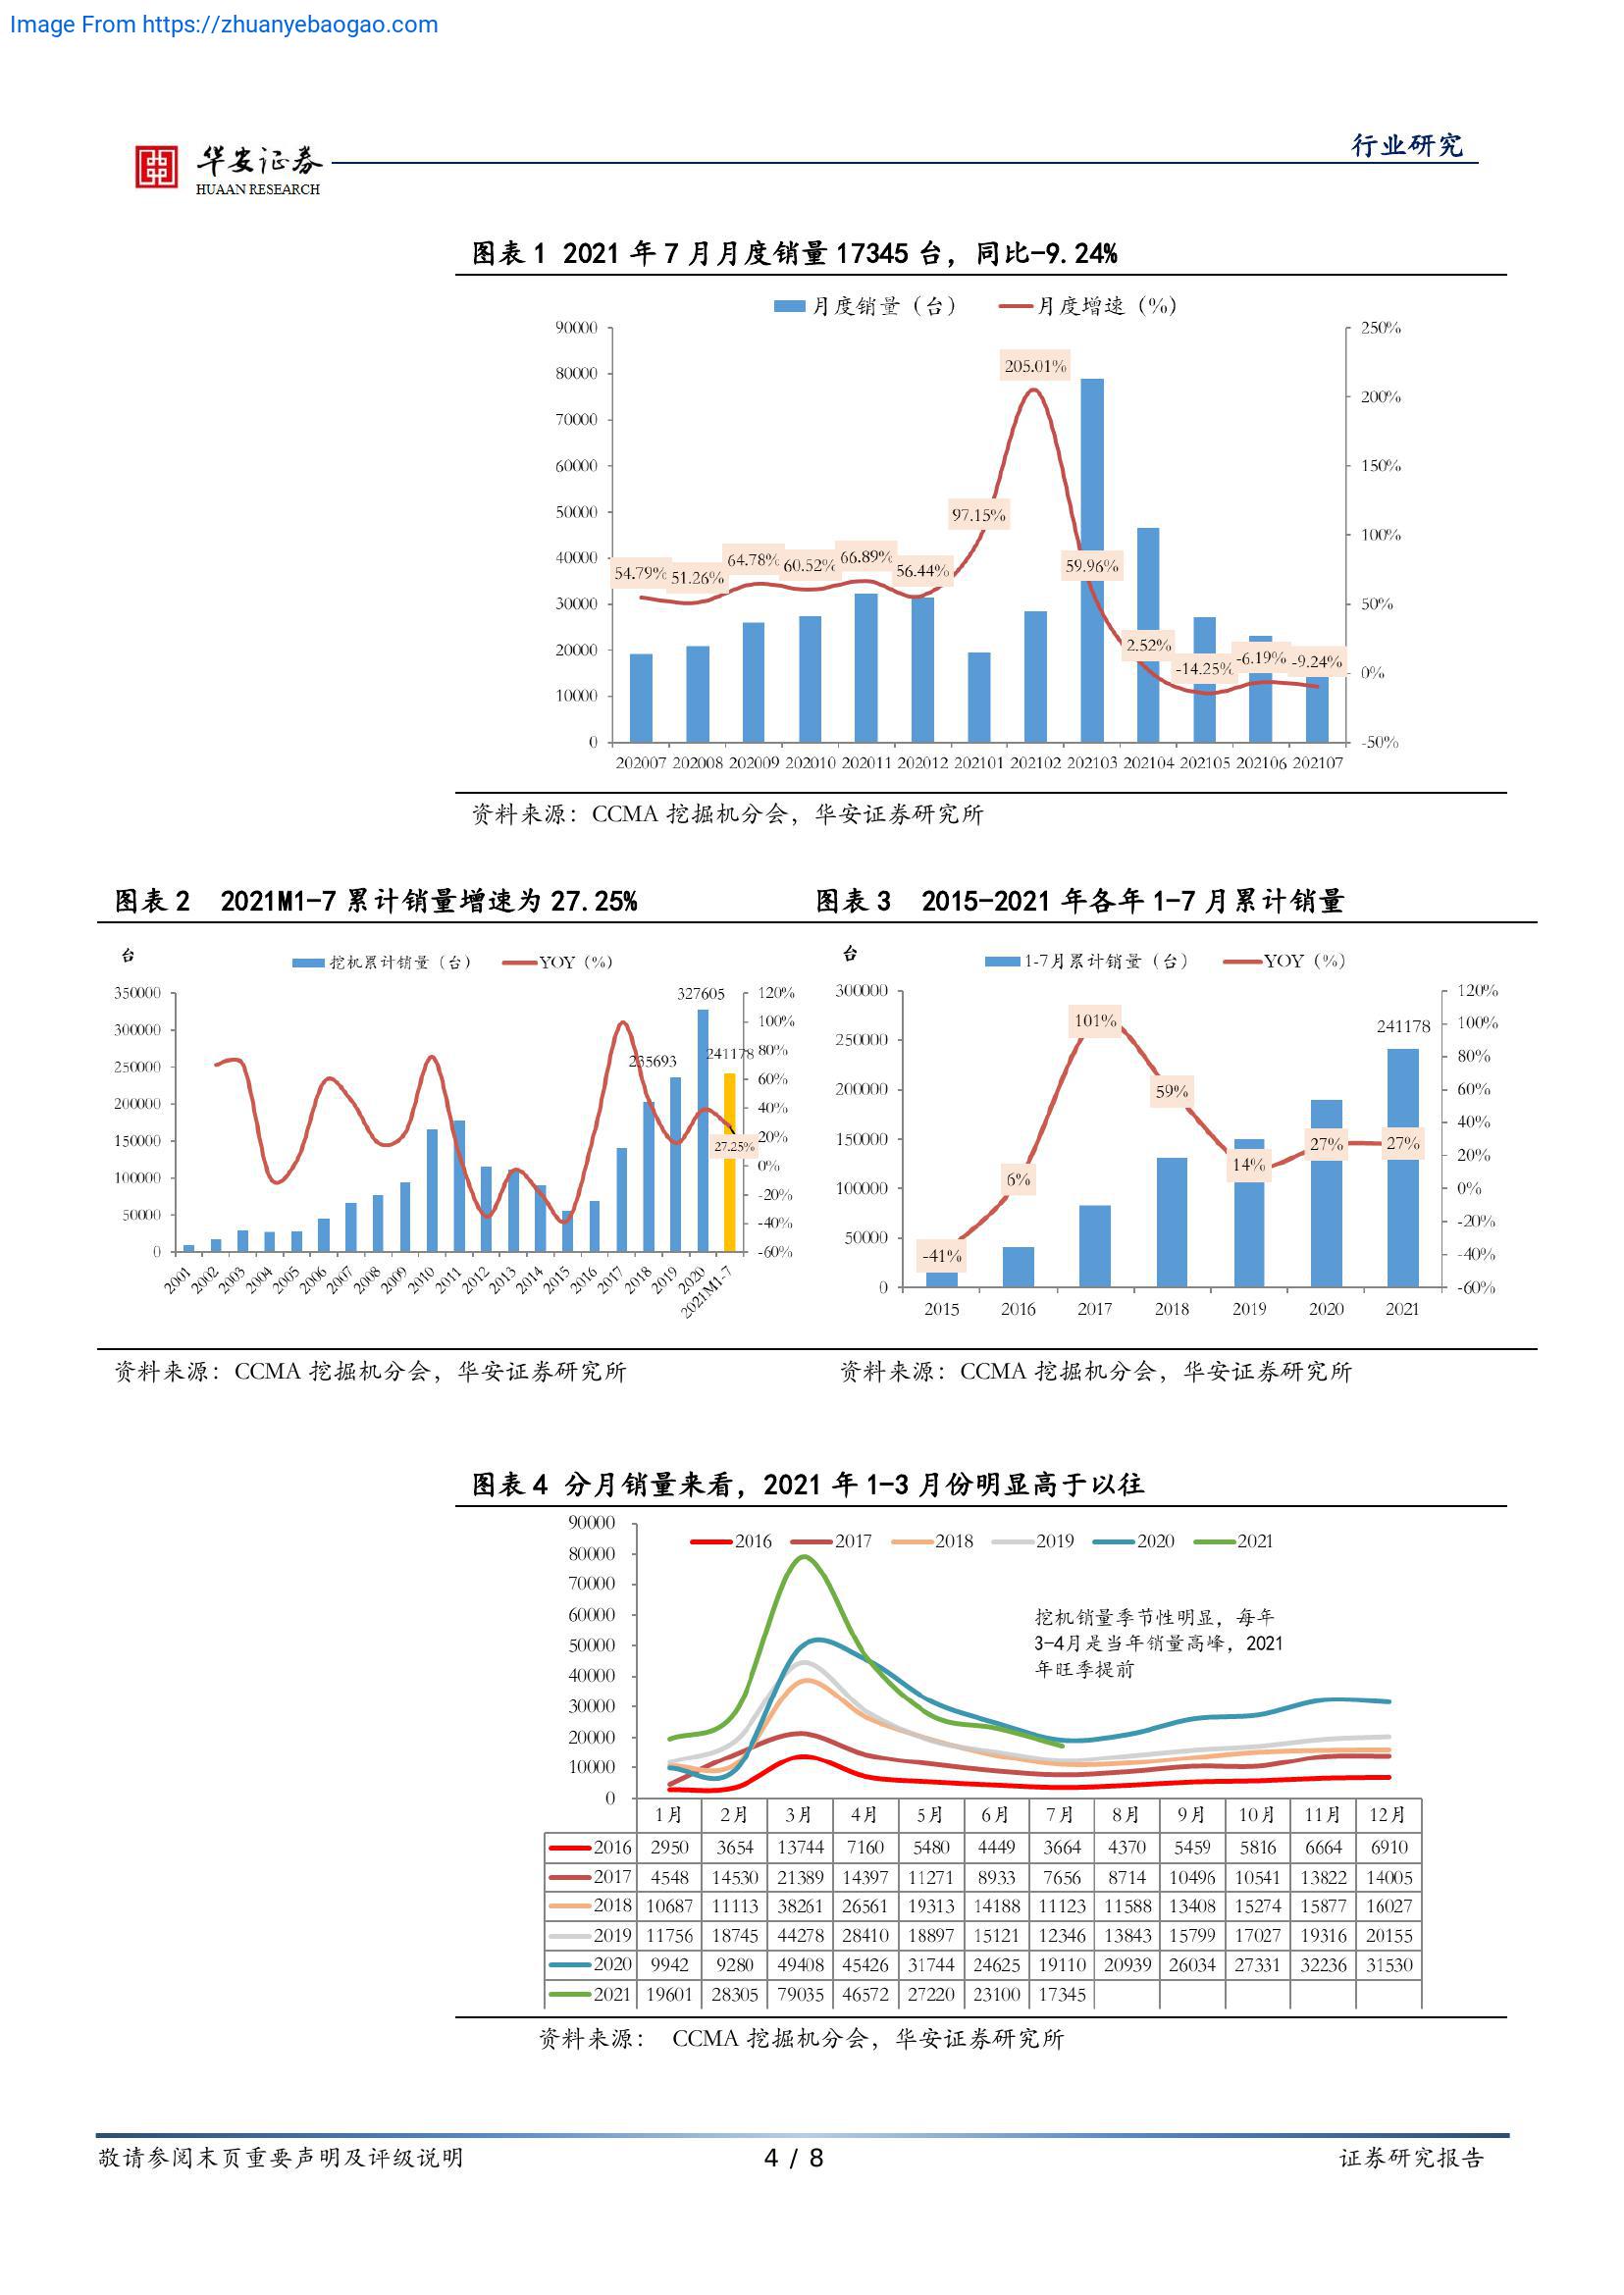 Image From https://zhuanyebaogao.com
华安证券
HUAAN RESEARCH
行业研究
图表 1 2021 年 7 月月度销量 17345 台，同比-9.24%
月度销量（台） 月度增速（%）
90000 250%
80000 200%
70000 150%
60000 100%
50000 50%
40000 0%
30000 -50%
20000
10000
0
54.79% 51.26% 64.78% 60.52% 66.89% 56.44% 97.15% 205.01% 59.96% 2.52% -14.25% -6.19% -9.24%
202007 202008 202009 202010 202011 202012 202101 202102 202103 202104 202105 202106 202107
资料来源：CCMA 挖掘机分会，华安证券研究所
图表 2 2021M1-7 累计销量增速为 27.25%
台
挖机累计销量（台） YOY（%）
350000 120%
300000 100%
250000 80%
200000 60%
150000 40%
100000 20%
50000 0%
0 -20%
-40%
-60%
235693 327605 241178
27.25%
2001 2002 2003 2004 2005 2006 2007 2008 2009 2010 2011 2012 2013 2014 2015 2016 2017 2018 2019 2020 2021M1-7
资料来源：CCMA 挖掘机分会，华安证券研究所
图表 3 2015-2021 年各年 1-7 月累计销量
台
1-7月累计销量（台） YOY（%）
300000 120%
250000 100%
200000 80%
150000 60%
100000 40%
50000 20%
0 0%
-20%
-40%
-60%
241178
-41% 6% 101% 59% 14% 27% 27%
2015 2016 2017 2018 2019 2020 2021
资料来源：CCMA 挖掘机分会，华安证券研究所
图表 4 分月销量来看，2021 年 1-3 月份明显高于以往
2016 2017 2018 2019 2020 2021
90000
80000
70000
60000
50000
40000
30000
20000
10000
0
挖机销量季节性明显，每年
3-4月是当年销量高峰，2021
年旺季提前
1月 2月 3月 4月 5月 6月 7月 8月 9月 10月 11月 12月
2016 2950 3654 13744 7160 5480 4449 3664 4370 5459 5816 6664 6910
2017 4548 14530 21389 14397 11271 8933 7656 8714 10496 10541 13822 14005
2018 10687 11113 38261 26561 19313 14188 11123 11588 13408 15274 15877 16027
2019 11756 18745 44278 28410 18897 15121 12346 13843 15799 17027 19316 20155
2020 9942 9280 49408 45426 31744 24625 19110 20939 26034 27331 32236 31530
2021 19601 28305 79035 46572 27220 23100 17345
资料来源： CCMA 挖掘机分会，华安证券研究所
敬请参阅末页重要声明及评级说明
4 / 8
证券研究报告